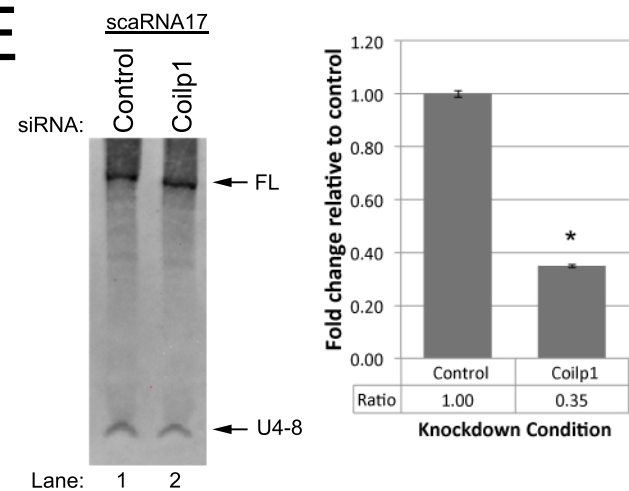 E
scaRNA17
siRNA:
Control
Coilp1
FL
U4-8
Lane: 1 2
Fold change relative to control
1.20
1.00
0.80
0.60
0.40
0.20
0.00
*
Control Coilp1
Ratio 1.00 0.35
Knockdown Condition